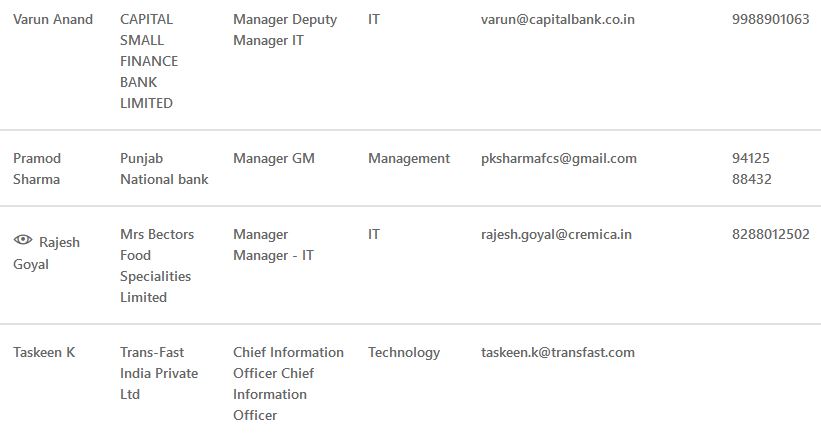 Varun Anand
CAPITAL
SMALL
FINANCE
BANK
LIMITED
Manager Deputy
Manager IT
IT
varun@capitalbank.co.in
9988901063
Pramod
Sharma
Punjab
National bank
Manager GM
Management
pksharmafcs@gmail.com
94125
88432
Rajesh
Goyal
Mrs Bectors
Food
Specialities
Limited
Manager
Manager - IT
IT
rajesh.goyal@cremica.in
8288012502
Taskeen K
Trans-Fast
India Private
Ltd
Chief Information
Officer Chief
Information
Officer
Technology
taskeen.k@transfast.com